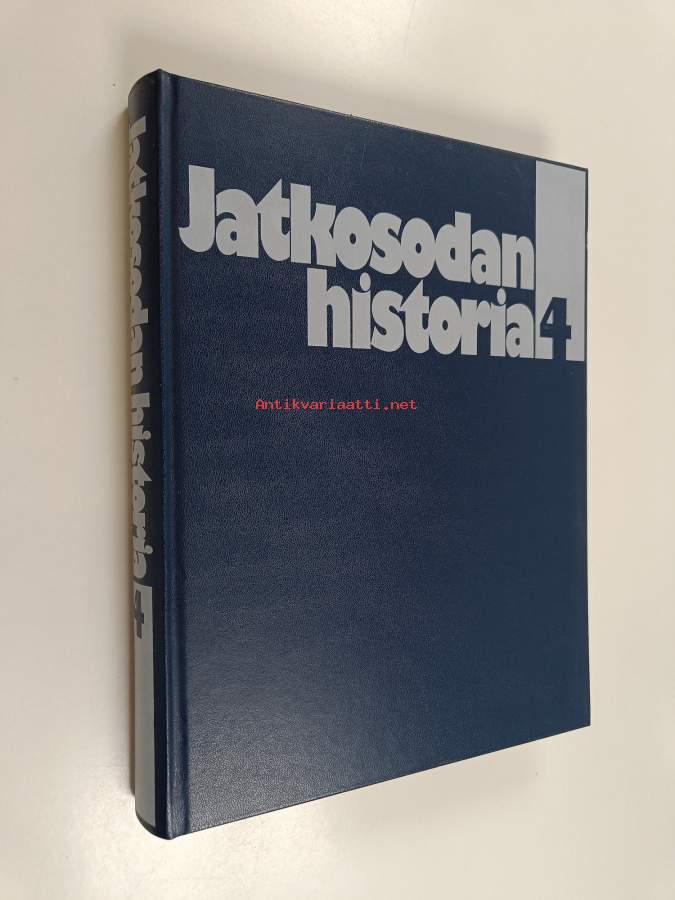 Jatkosodan
historia 4
Antikvariaatti.net
Jatkosodan historia 4